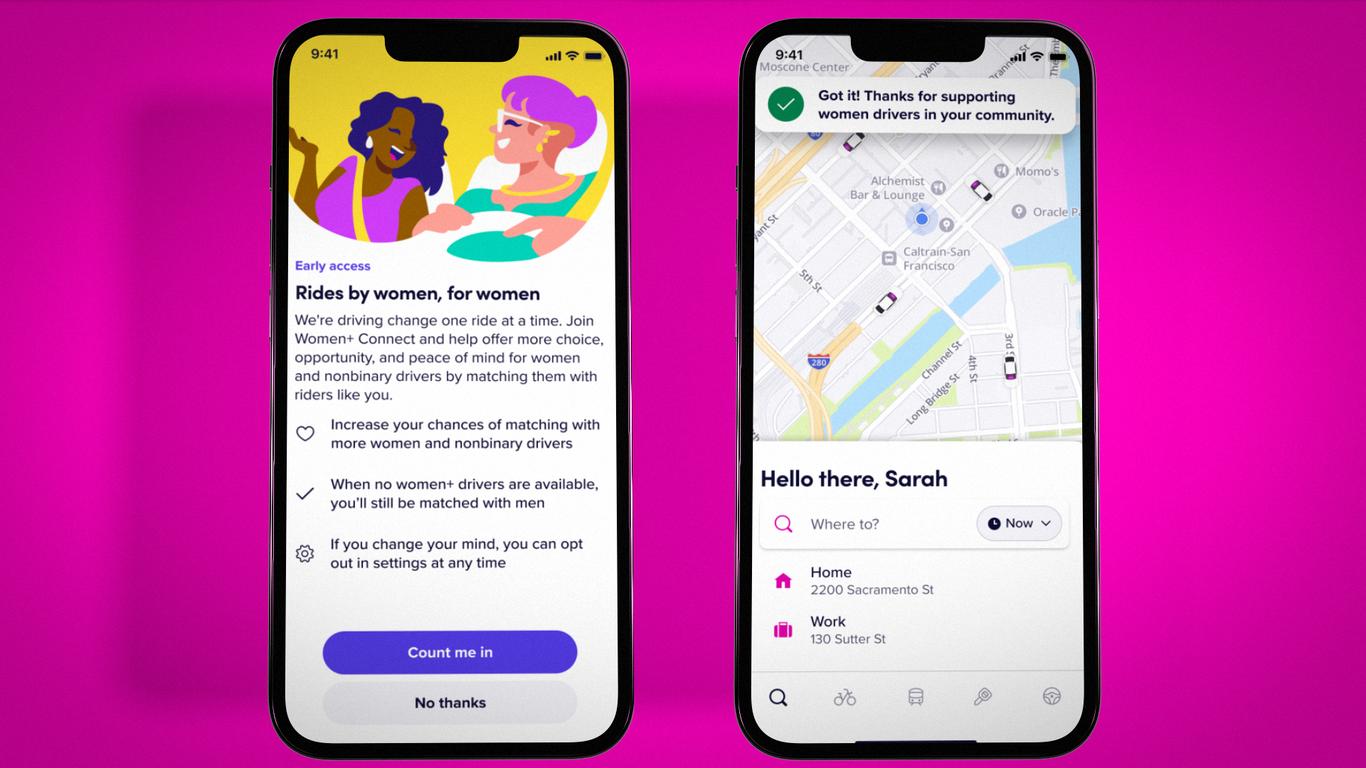 9:41
Early access
Rides by women, for women
We're driving change one ride at a time. Join
Women+ Connect and help offer more choice,
opportunity, and peace of mind for women
and nonbinary drivers by matching them with
riders like you.
Increase your chances of matching with
more women and nonbinary drivers
When no women+ drivers are available,
you'll still be matched with men
If you change your mind, you can opt
out in settings at any time
Count me in
No thanks
9:41
Moscone Center
Got it! Thanks for supporting
women drivers in your community.
80
Alchemist
Bar & Lounge
Momo's
Oracle
Caltrain-San
Francisco
5th St
280
3rd
Channel St
4th St
Long Bridge St
Hello there, Sarah
Where to?
Now
Home
2200 Sacramento St
Work
130 Sutter St